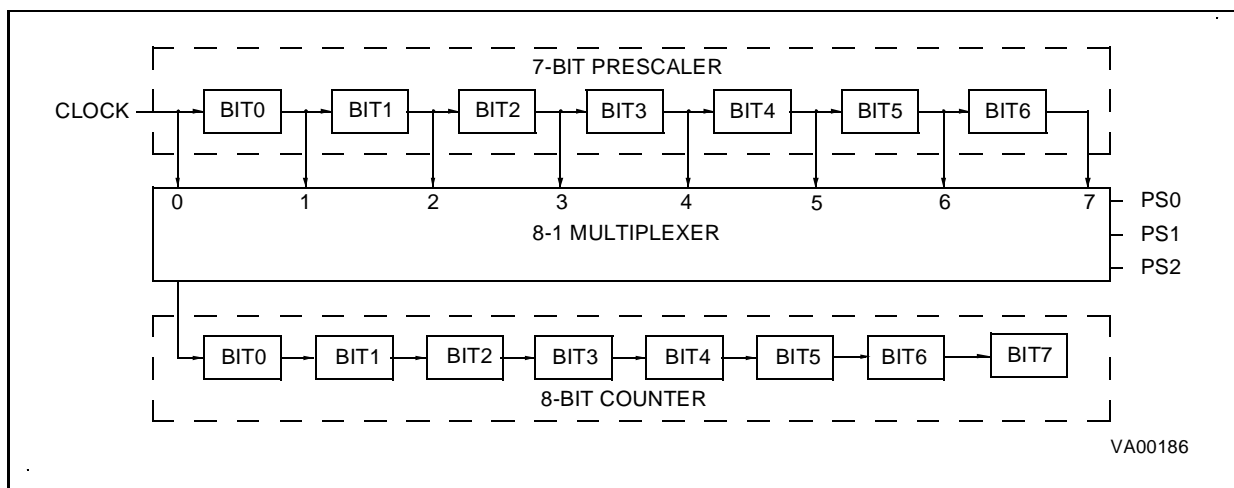 7-BIT PRESCALER
CLOCK BIT0 BIT1 BIT2 BIT3 BIT4 BIT5 BIT6
0 1 2 3 4 5 6 7 PS0
8-1 MULTIPLEXER PS1
PS2
BIT0 BIT1 BIT2 BIT3 BIT4 BIT5 BIT6 BIT7
8-BIT COUNTER
VA00186